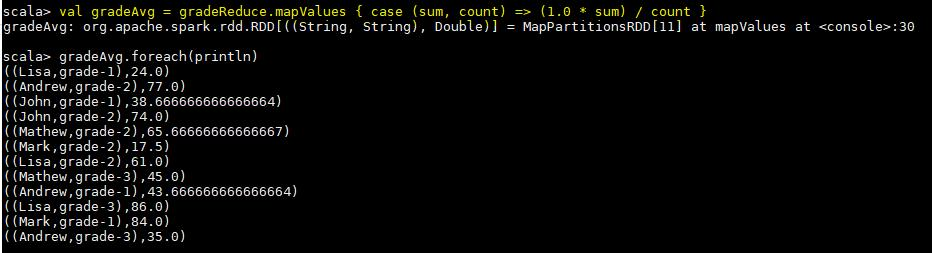 scala> val gradeAvg = gradeReduce.mapValues { case (sum, count) => (1.0 * sum) / count }
gradeAvg: org.apache.spark.rdd.RDD[((String, String), Double)] = MapPartitionsRDD[11] at mapValues at <console>:30
scala> gradeAvg.foreach(println)
((Lisa,grade-1),24.0)
((Andrew,grade-2),77.0)
((John,grade-1),38.666666666666664)
((John,grade-2),74.0)
((Mathew,grade-2),65.66666666666667)
((Mark,grade-2),17.5)
((Lisa,grade-2),61.0)
((Mathew,grade-3),45.0)
((Andrew,grade-1),43.666666666666664)
((Lisa,grade-3),86.0)
((Mark,grade-1),84.0)
((Andrew,grade-3),35.0)